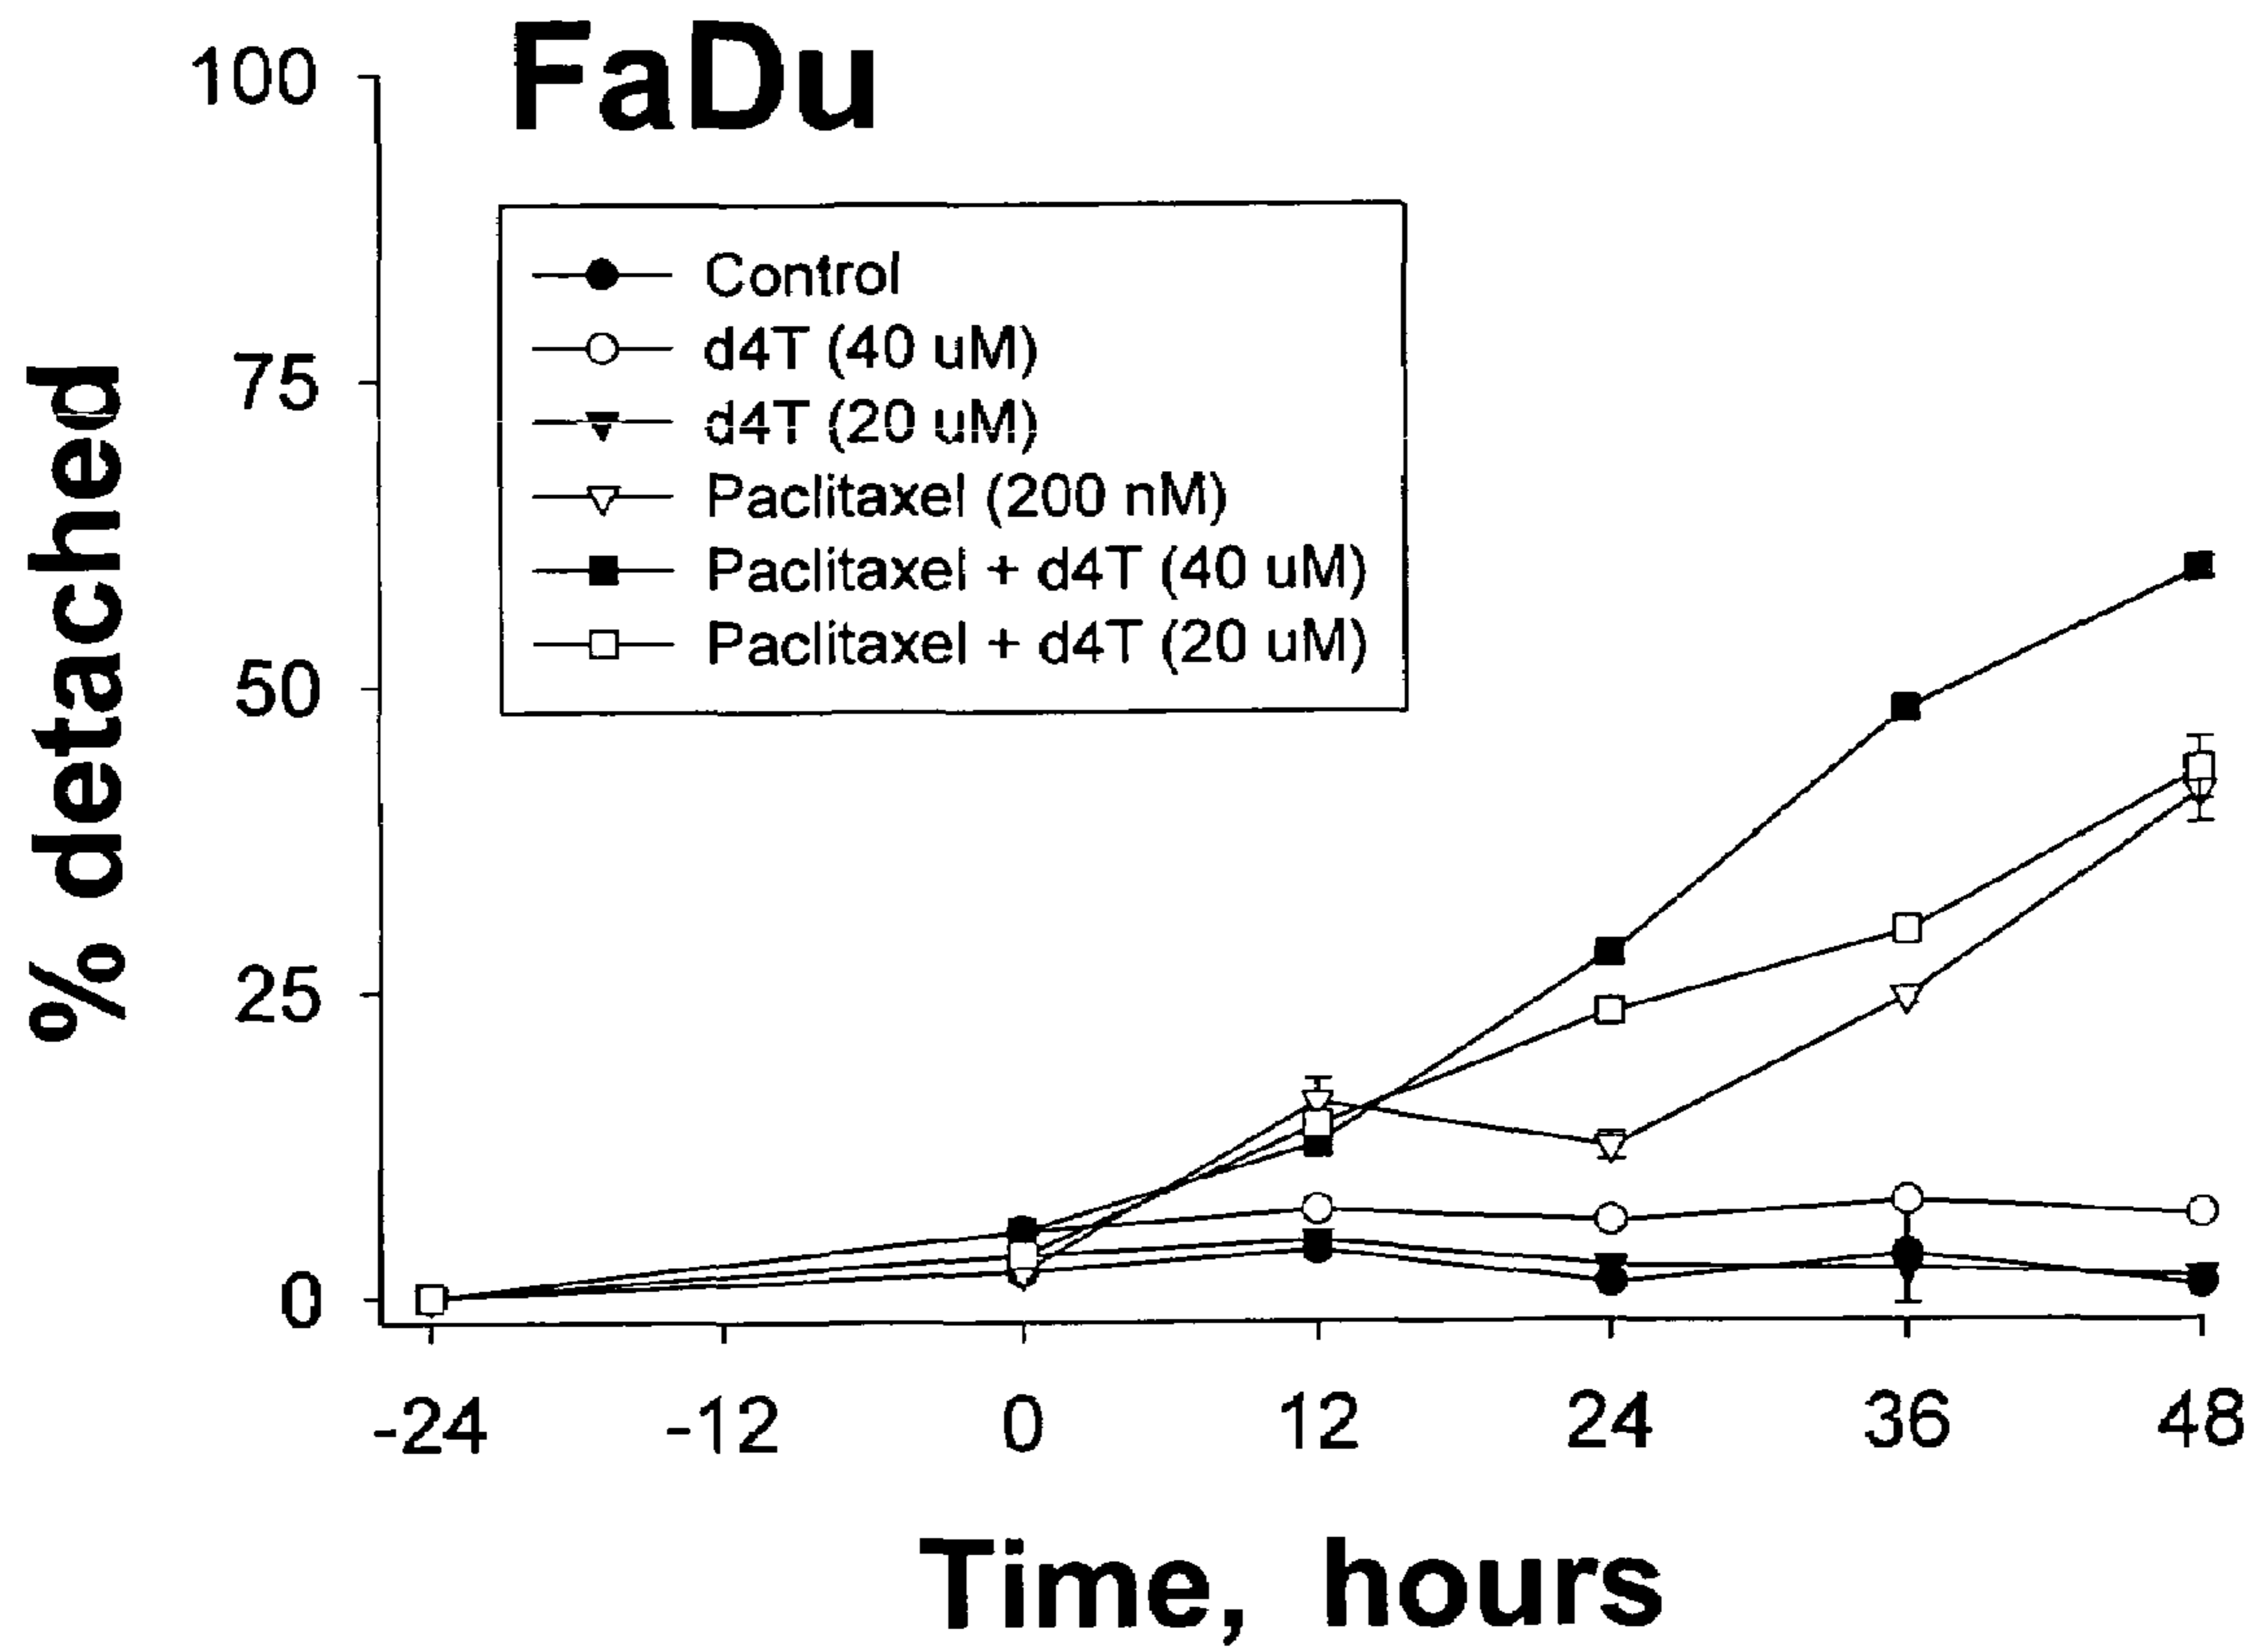 FaDu
100
75
50
25
0
% detached
Control
d4T (40 uM)
d4T (20 uM)
Paclitaxel (200 nM)
Paclitaxel + d4T (40 uM)
Paclitaxel + d4T (20 uM)
-24 -12 0 12 24 36 48
Time, hours